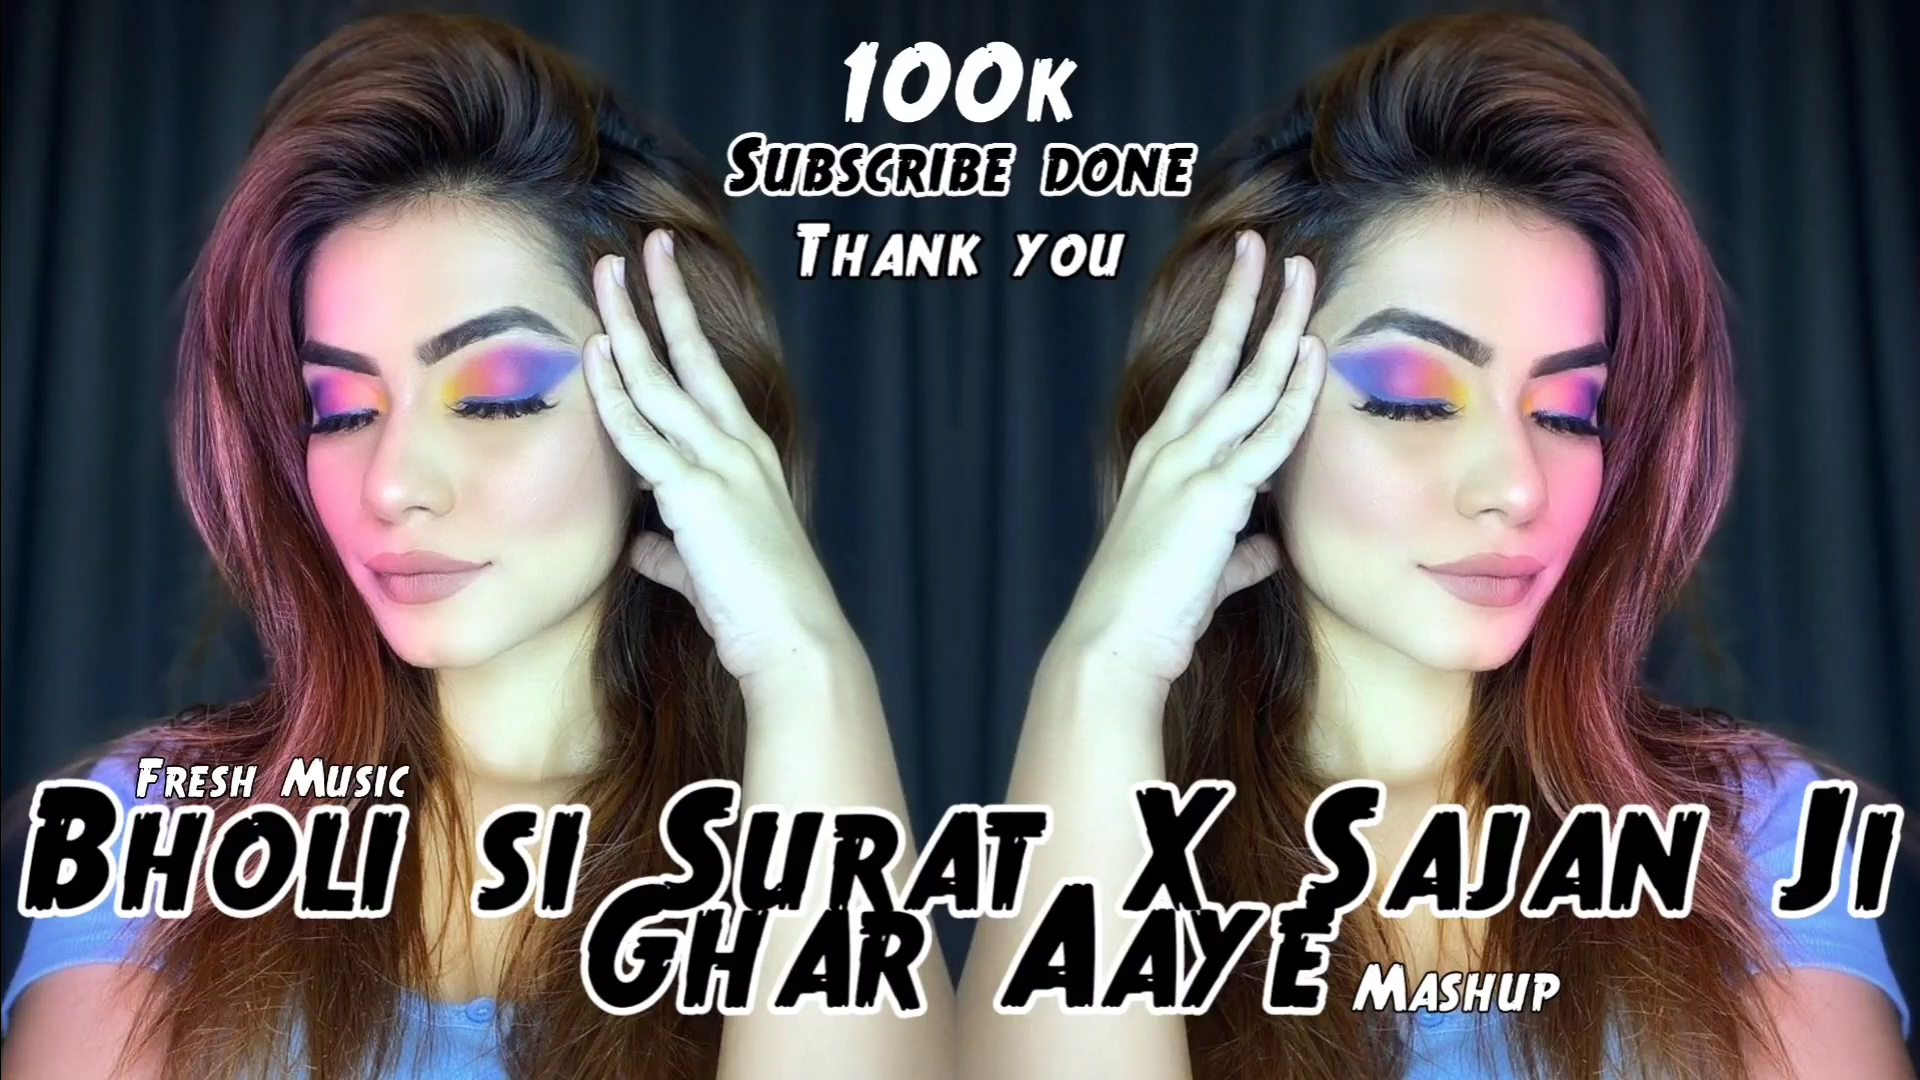 100k
Subscribe done
Thank you
Fresh Music
Bholi si Surat X Sajan Ji
Ghar Aaye Mashup